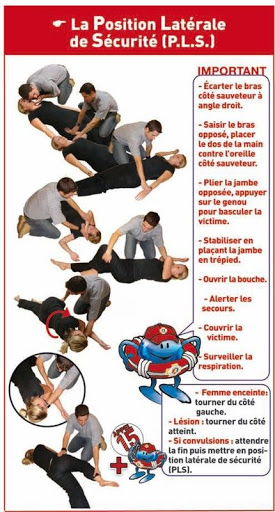 La Position Latérale
de Sécurité (P.L.S.)
IMPORTANT
- Écarter le bras
côté sauveteur à
angle droit.
- Saisir le bras
opposé, placer
le dos de la main
contre l'oreille
côté sauveteur.
- Plier la jambe
opposée, appuyer
sur le genou
pour basculer la
victime.
- Stabiliser en
plaçant la jambe
en trépied.
- Ouvrir la bouche.
- Alerter les
secours.
- Couvrir la
victime.
- Surveiller la
respiration.
- Femme enceinte:
tourner du côté
gauche.
- Lésion : tourner du côté
atteint.
- Si convulsions : attendre
la fin puis mettre en posi-
tion latérale de sécurité
(PLS).
15